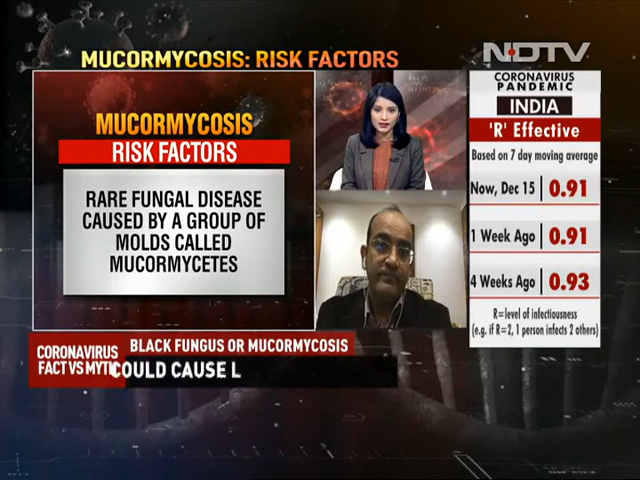 MUCORMYCOSIS: RISK FACTORS
NDTV
MUCORMYCOSIS
RISK FACTORS
RARE FUNGAL DISEASE
CAUSED BY A GROUP OF
MOLDS CALLED
MUCORMYCETES
CORONAVIRUS
PANDEMIC
INDIA
'R' Effective
Based on 7 day moving average
Now, Dec 15 0.91
1 Week Ago 0.91
4 Weeks Ago 0.93
R=level of infectiousness
(e.g. if R=2, 1 person infects 2 others)
CORONAVIRUS
FACT VS MYTH
BLACK FUNGUS OR MUCORMYCOSIS
COULD CAUSE L